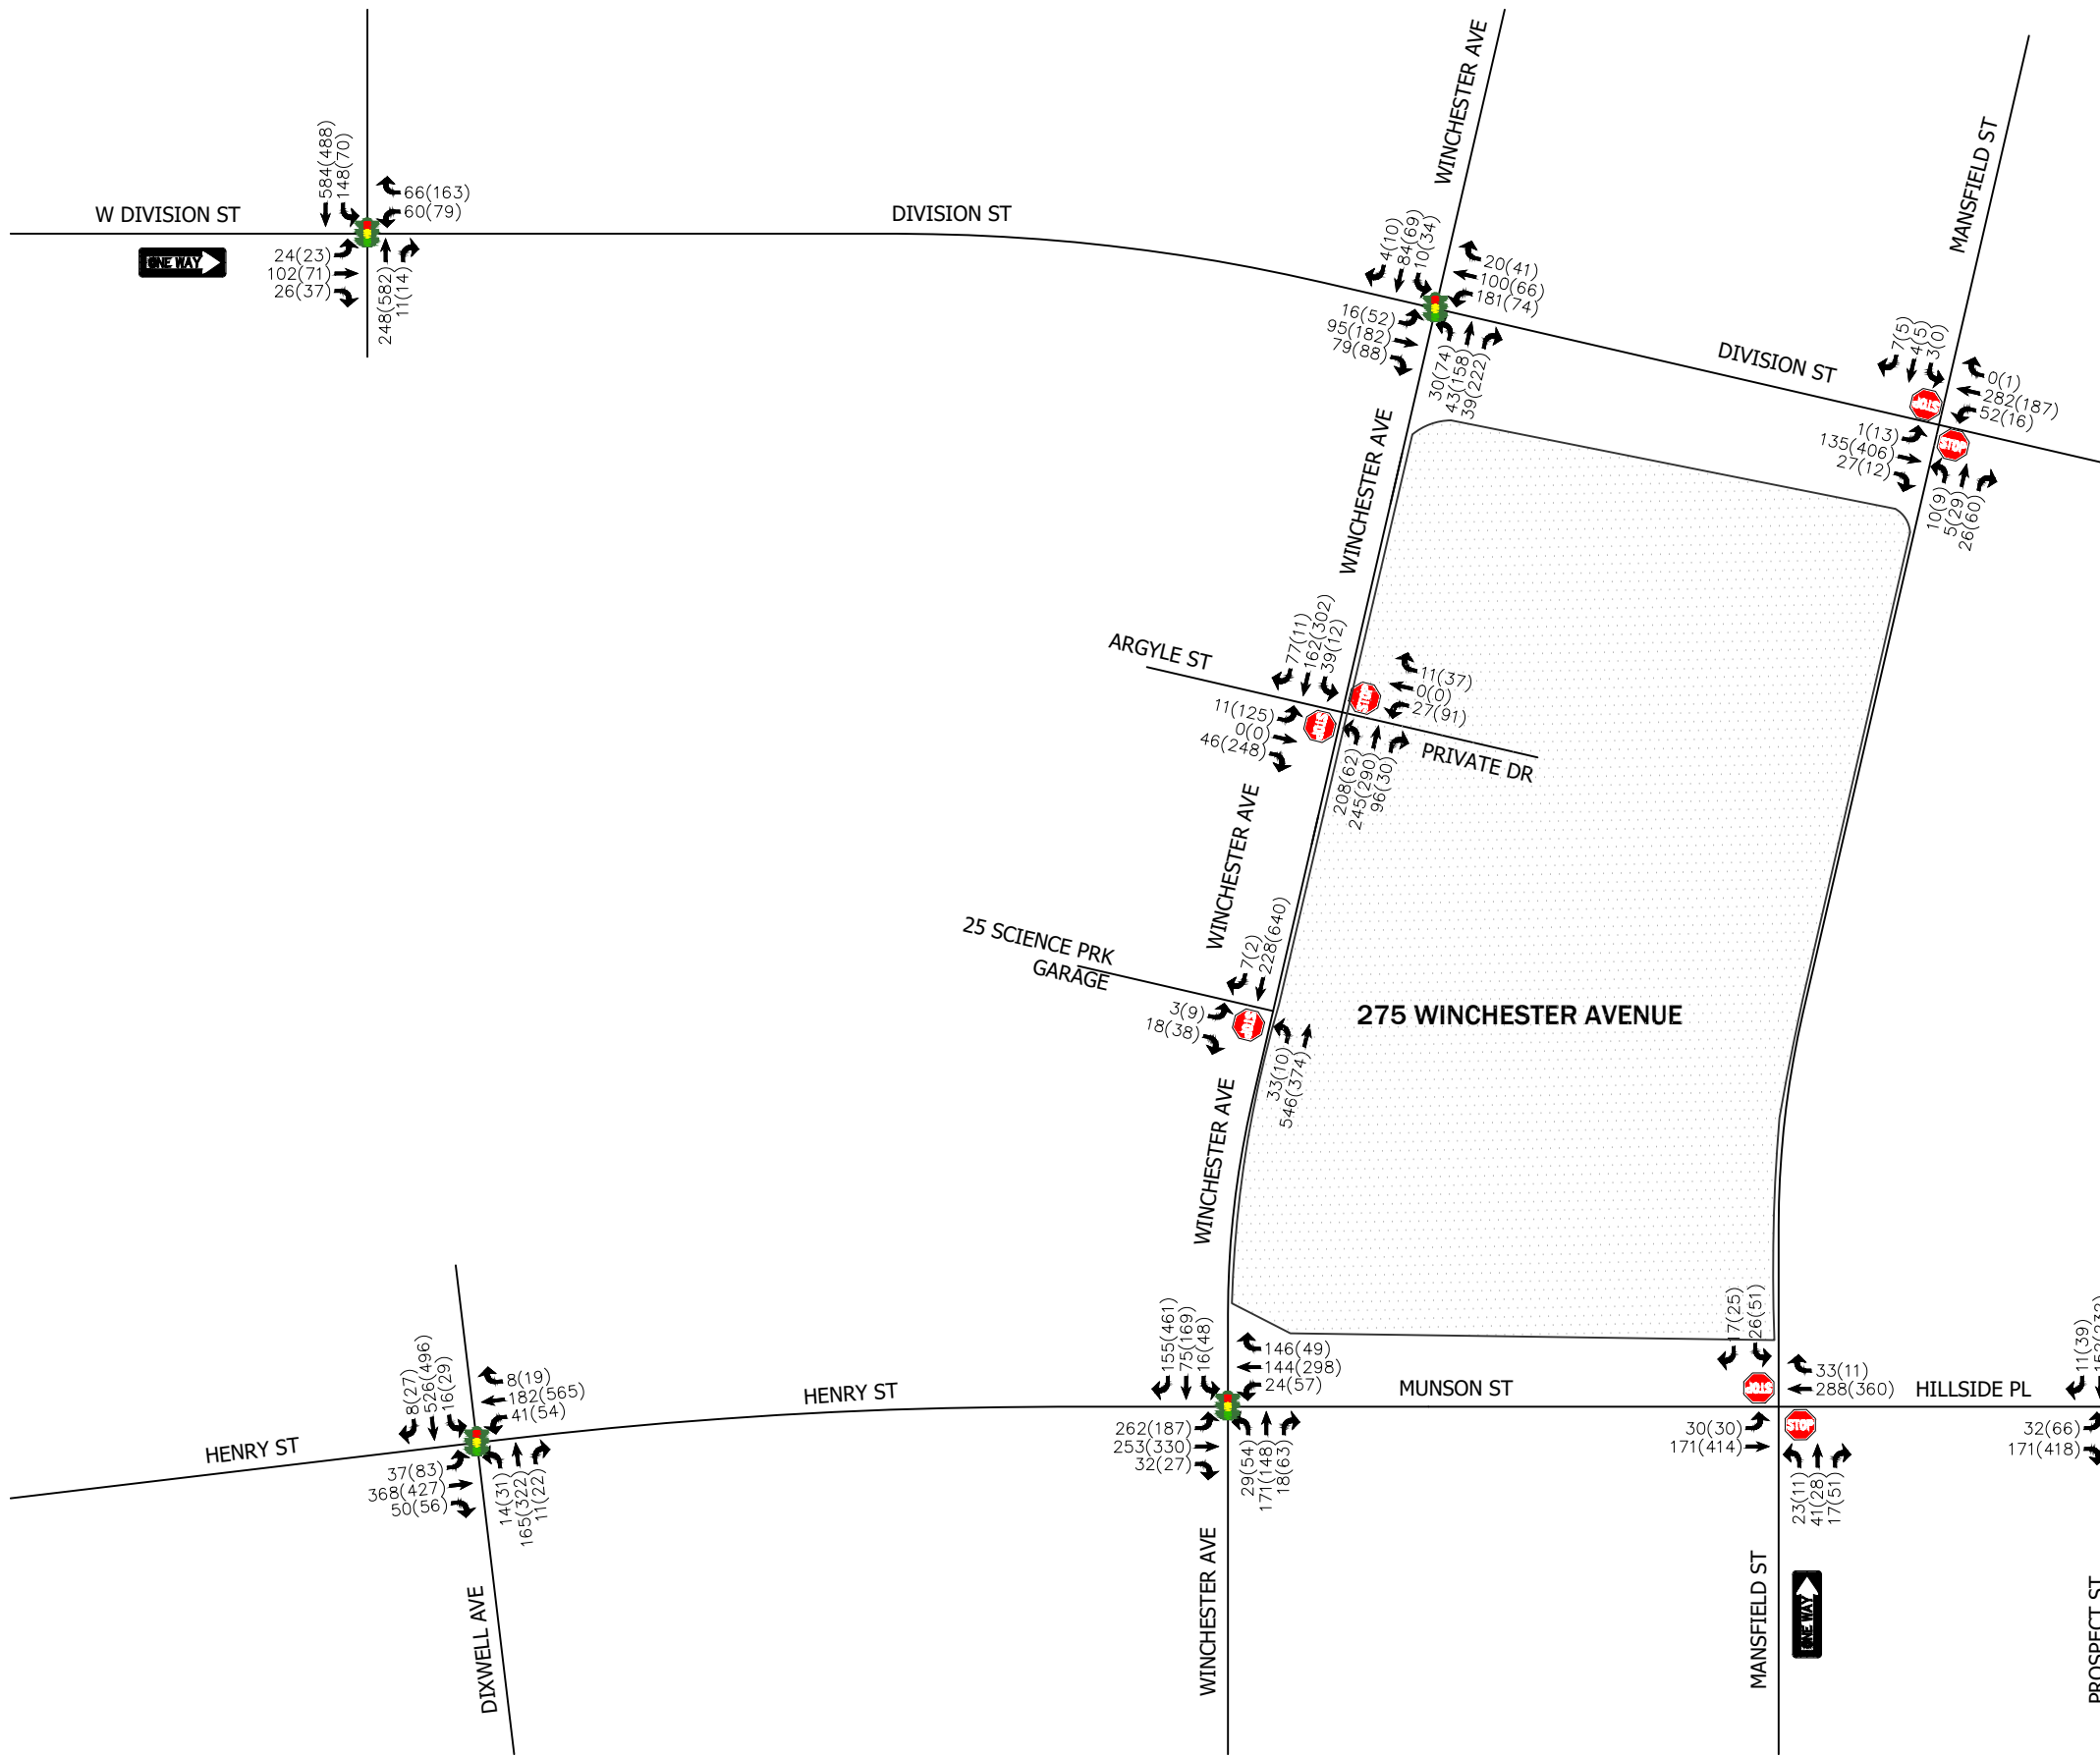 WINCHESTER AVE
MANSFIELD ST
584(488)
148(70)
66(163)
60(79)
W DIVISION ST
DIVISION ST
ONE WAY
24(23)
102(71)
26(37)
248(582)
11(14)
4(10)
84(69)
10(34)
20(41)
100(66)
181(74)
16(52)
95(182)
79(88)
30(74)
43(158)
39(222)
DIVISION ST
7(5)
4(5)
3(0)
0(1)
282(187)
52(16)
STOP
STOP
1(13)
135(406)
27(12)
10(9)
5(29)
26(60)
WINCHESTER AVE
ARGYLE ST
77(11)
162(302)
39(12)
11(37)
0(0)
27(91)
STOP
STOP
11(125)
0(0)
46(248)
208(62)
245(290)
96(30)
PRIVATE DR
WINCHESTER AVE
25 SCIENCE PRK
GARAGE
7(2)
228(640)
3(9)
18(38)
STOP
33(10)
546(374)
275 WINCHESTER AVENUE
WINCHESTER AVE
8(27)
526(496)
16(29)
8(19)
182(565)
41(54)
HENRY ST
HENRY ST
37(83)
368(427)
50(56)
14(31)
165(322)
11(22)
DIXWELL AVE
155(461)
75(169)
16(48)
146(49)
144(298)
24(57)
262(187)
253(330)
32(27)
29(54)
171(148)
18(63)
WINCHESTER AVE
MUNSON ST
17(25)
26(51)
33(11)
288(360)
STOP
STOP
30(30)
171(414)
23(11)
41(28)
17(51)
MANSFIELD ST
ONE WAY
HILLSIDE PL
11(39)
32(66)
171(418)
PROSPECT ST